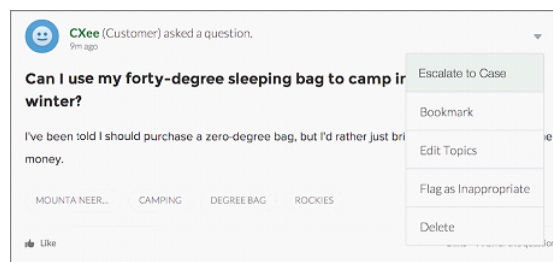 CXee (Customer) asked a question.
9m ago
Can I use my forty-degree sleeping bag to camp in
winter?
I've been told I should purchase a zero-degree bag, but I'd rather just bri
money.
MOUNTA NEER... CAMPING DEGREE BAG ROCKIES
Like
Escalate to Case
Bookmark
Edit Topics
Flag as Inappropriate
Delete